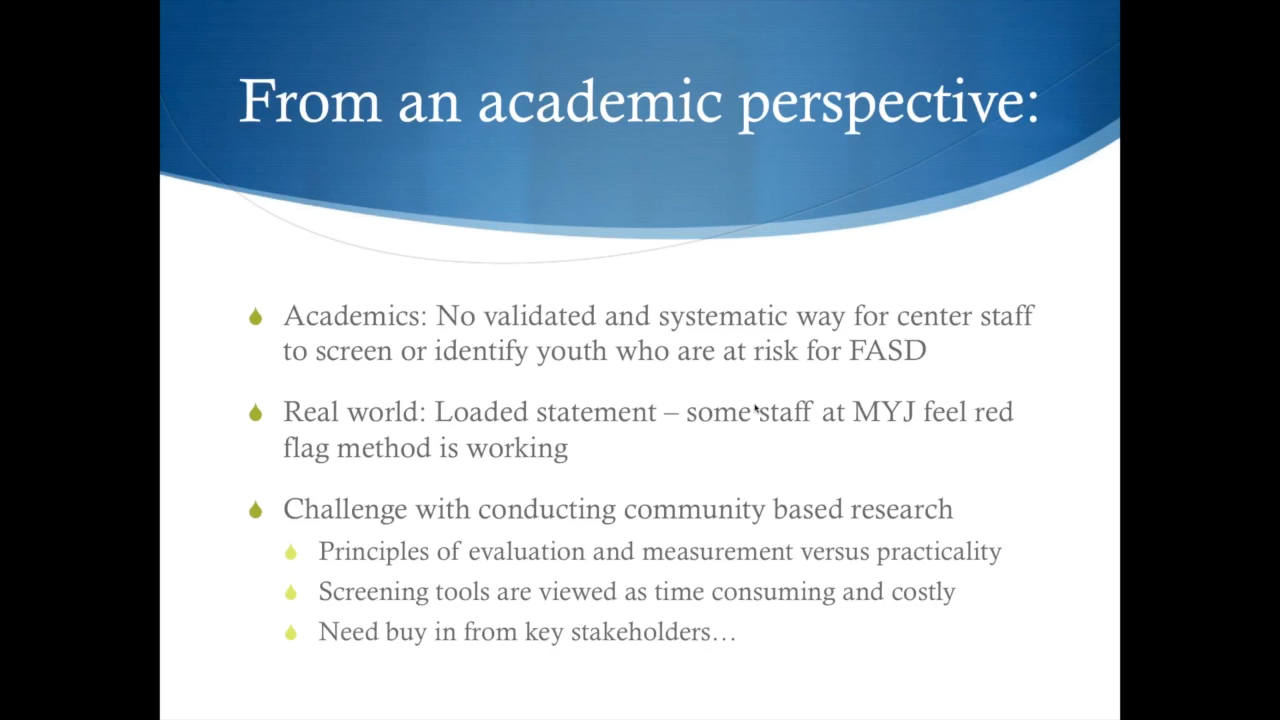 From an academic perspective:
Academics: No validated and systematic way for center staff
to screen or identify youth who are at risk for FASD
Real world: Loaded statement – some staff at MYJ feel red
flag method is working
Challenge with conducting community based research
Principles of evaluation and measurement versus practicality
Screening tools are viewed as time consuming and costly
Need buy in from key stakeholders…